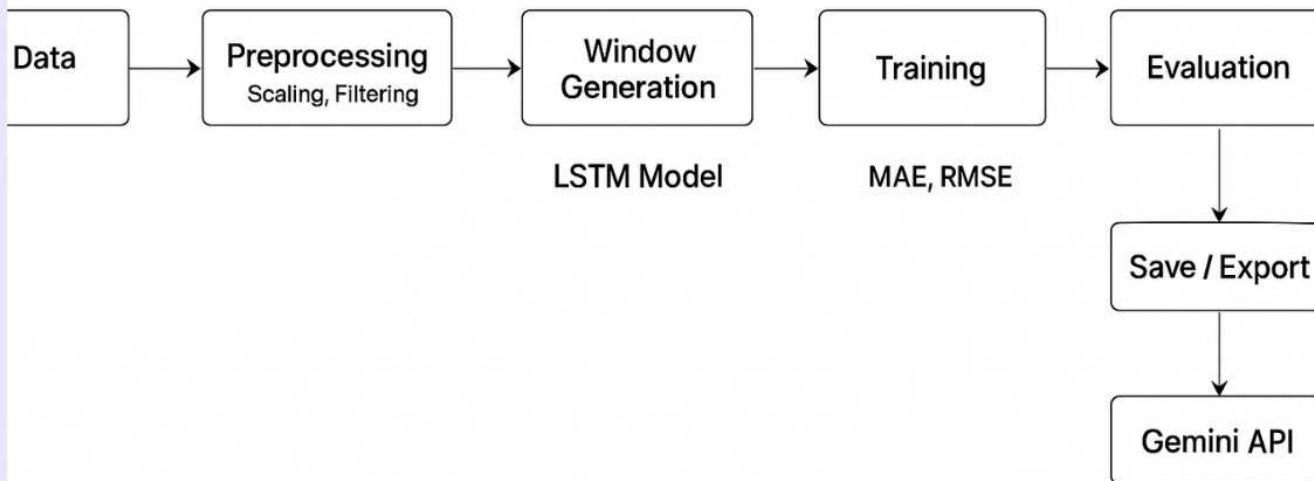 Data
Preprocessing
Scaling, Filtering
Window
Generation
Training
Evaluation
LSTM Model
MAE, RMSE
Save / Export
Gemini API